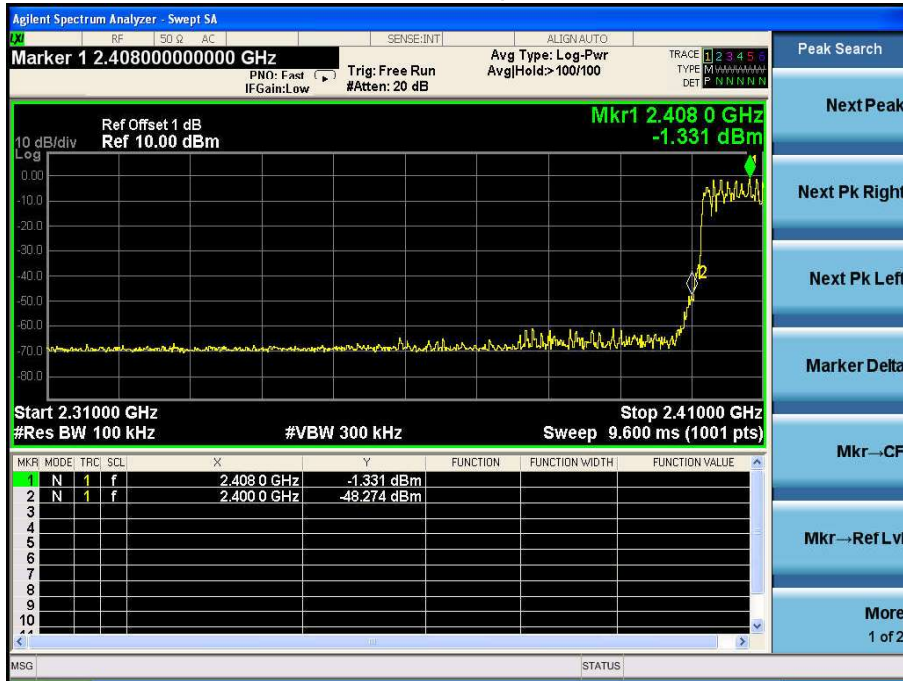 Agilent Spectrum Analyzer - Swept SA
LXI RF 50 Ω AC SENSE:INT ALIGN AUTO
Marker 1 2.408000000000 GHz
PNO: Fast
IFGain:Low
Trig: Free Run
#Atten: 20 dB
Avg Type: Log-Pwr
Avg|Hold:>100/100
TRACE 1 2 3 4 5 6
TYPE M
DET P N N N N N
Peak Search
Next Peak
Next Pk Right
Next Pk Left
Marker Delta
Mkr→CF
Mkr→Ref Lvl
More
1 of 2
Mkr1 2.408 0 GHz
-1.331 dBm
Ref Offset 1 dB
10 dB/div Ref 10.00 dBm
Log
0.00
-10.0
-20.0
-30.0
-40.0
-50.0
-60.0
-70.0
-80.0
2
Start 2.31000 GHz Stop 2.41000 GHz
#Res BW 100 kHz #VBW 300 kHz Sweep 9.600 ms (1001 pts)
MKR MODE TRC SCL X Y FUNCTION FUNCTION WIDTH FUNCTION VALUE
1 N 1 f 2.408 0 GHz -1.331 dBm
2 N 1 f 2.400 0 GHz -48.274 dBm
3
4
5
6
7
8
9
10
MSG STATUS